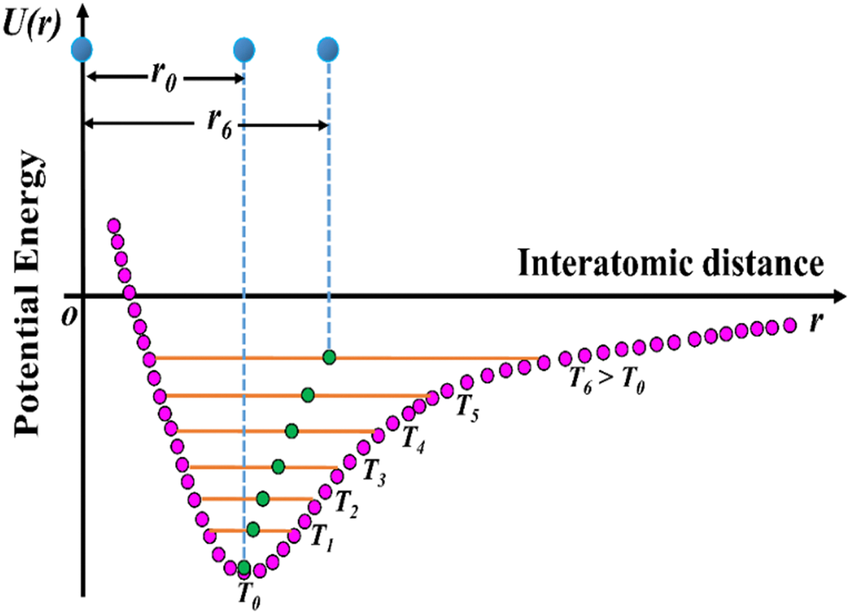 U(r)
r₀
r₆
Potential Energy
Interatomic distance
o
r
T₆ > T₀
T₅
T₄
T₃
T₂
T₁
T₀